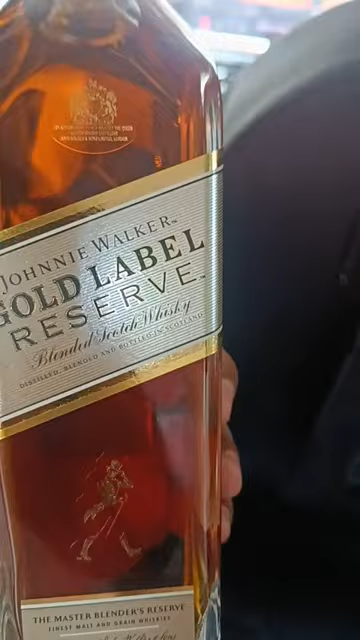 JOHNNIE WALKER
GOLD LABEL
RESERVE
Blended Scotch Whisky
DISTILLED, BLENDED AND BOTTLED IN SCOTLAND
THE MASTER BLENDER'S RESERVE
FINEST MALT AND GRAIN WHISKIES